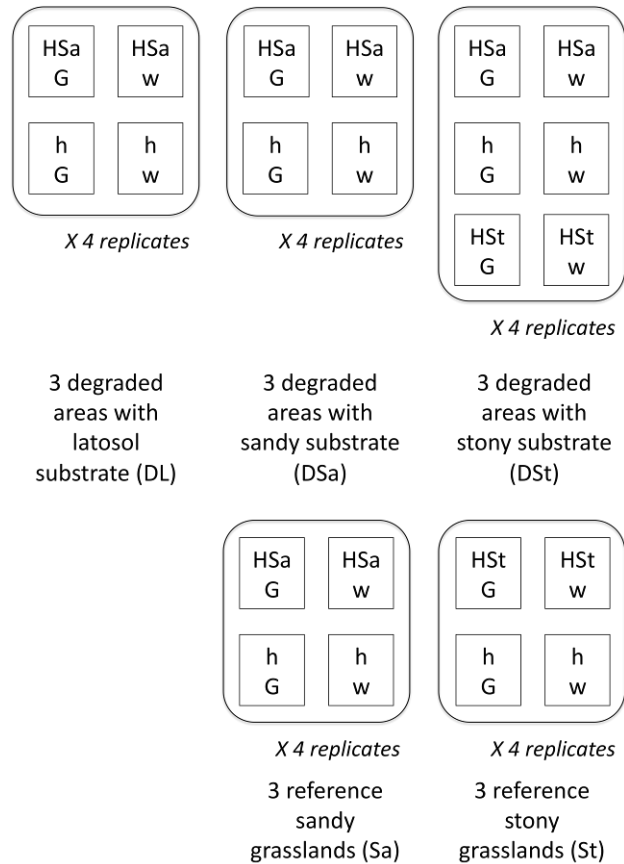 HSa HSa
G w
h h
G w
X 4 replicates
3 degraded
areas with
latosol
substrate (DL)
HSa HSa
G w
h h
G w
X 4 replicates
3 degraded
areas with
sandy substrate
(DSa)
HSa HSa
G w
h h
G w
HSt HSt
G w
X 4 replicates
3 degraded
areas with
stony substrate
(DSt)
HSa HSa
G w
h h
G w
X 4 replicates
3 reference
sandy
grasslands (Sa)
HSt HSt
G w
h h
G w
X 4 replicates
3 reference
stony
grasslands (St)